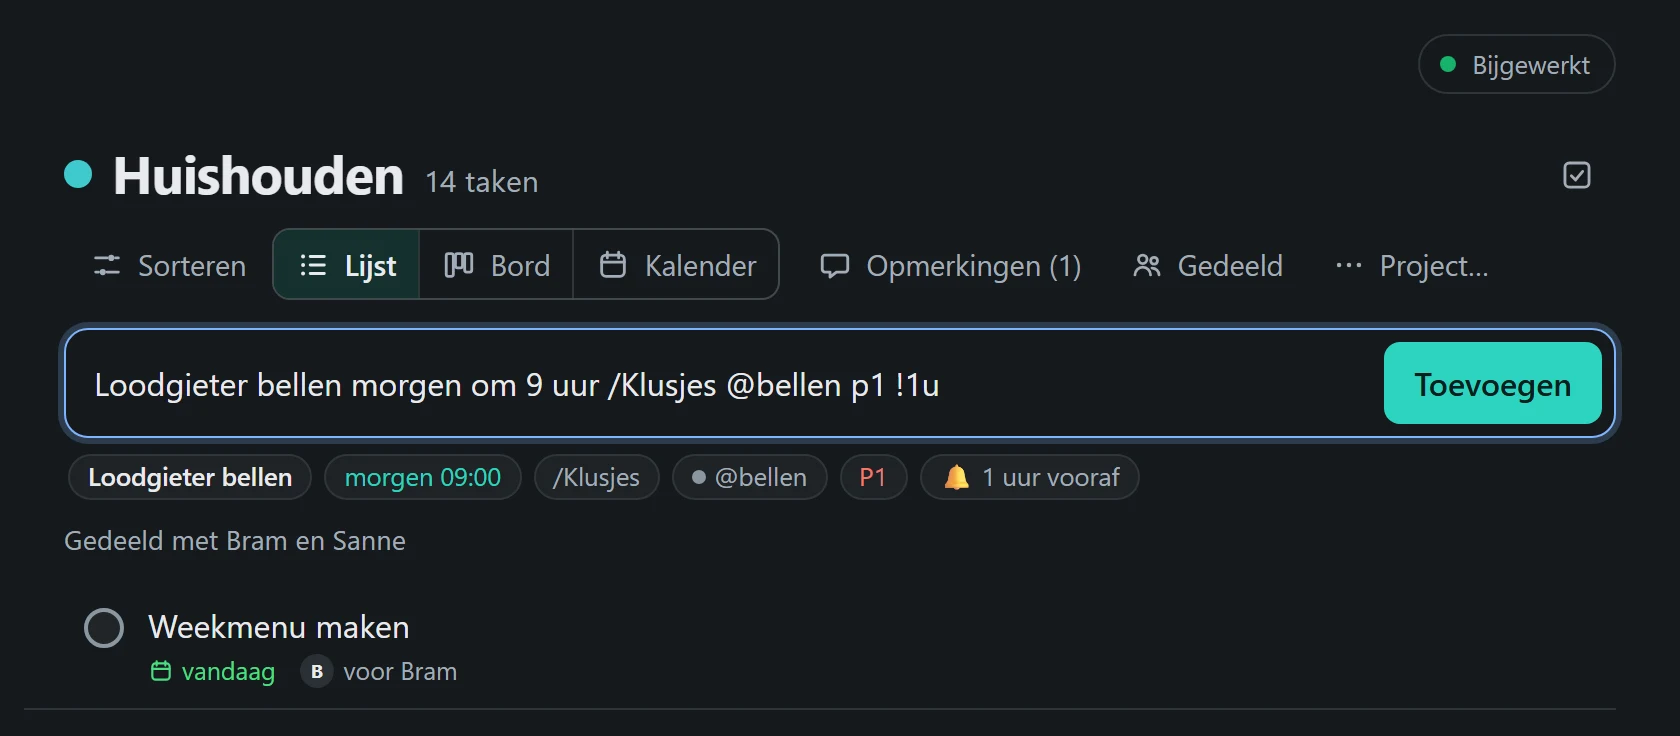 Bijgewerkt
Huishouden 14 taken
Sorteren Lijst Bord Kalender Opmerkingen (1) Gedeeld Project...
Loodgieter bellen morgen om 9 uur /Klusjes @bellen p1 !1u Toevoegen
Loodgieter bellen morgen 09:00 /Klusjes @bellen P1 1 uur vooraf
Gedeeld met Bram en Sanne
Weekmenu maken
vandaag B voor Bram